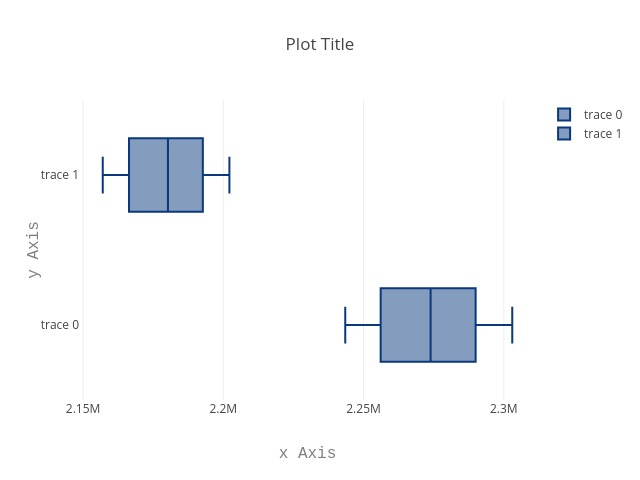 Plot Title
trace 0
trace 1
trace 1
trace 0
y Axis
2.15M
2.2M
2.25M
2.3M
x Axis